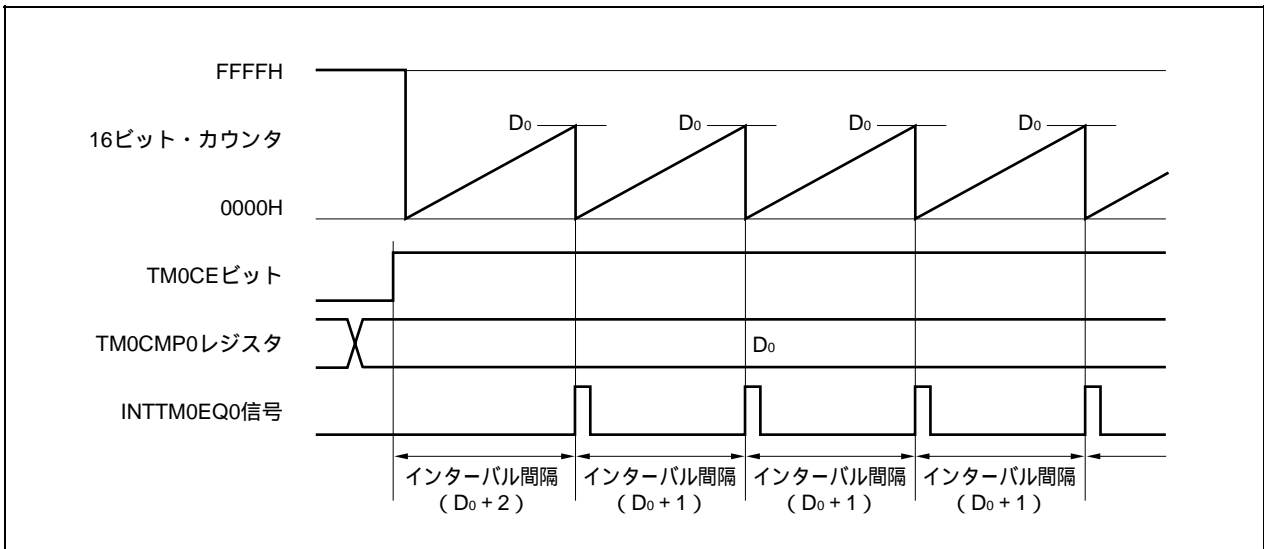 FFFFH
D0 D0 D0 D0
16ビット・カウンタ
0000H
TM0CEビット
TM0CMP0レジスタ
D0
INTTM0EQ0信号
インターバル間隔 インターバル間隔 インターバル間隔 インターバル間隔
（D0 + 2） （D0 + 1） （D0 + 1） （D0 + 1）